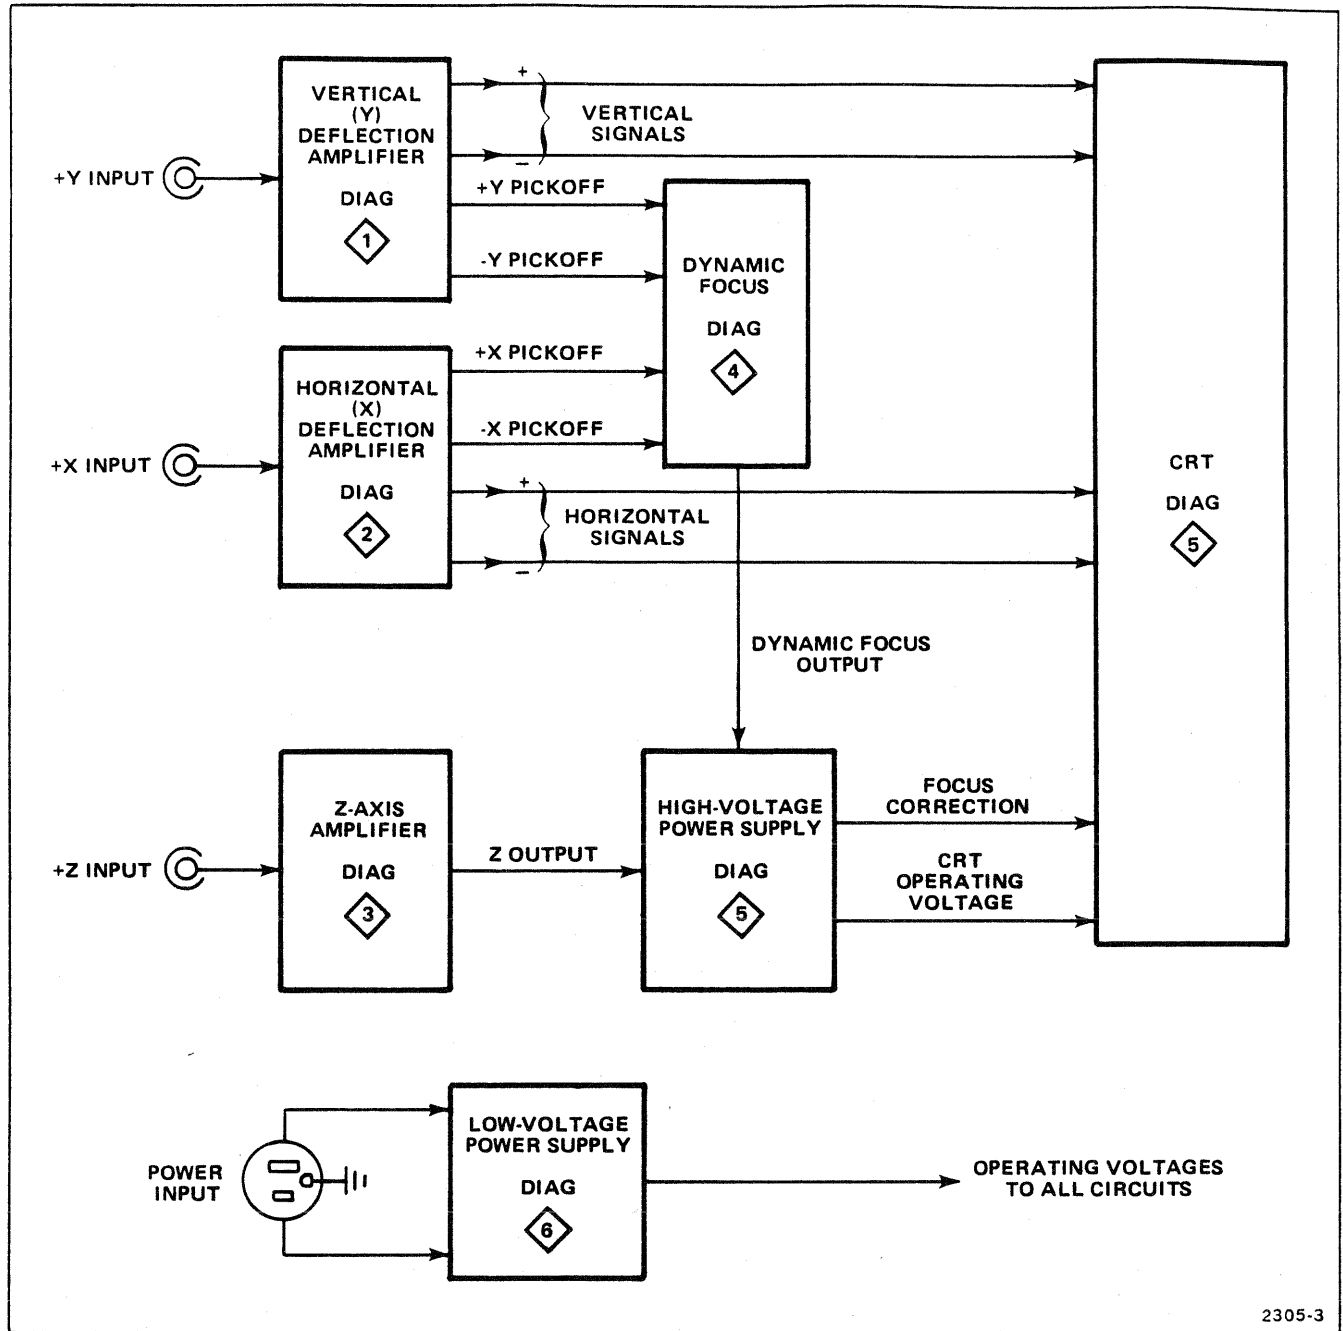 VERTICAL
(Y)
DEFLECTION
AMPLIFIER
DIAG
1
+
VERTICAL
SIGNALS
-
+Y INPUT
+Y PICKOFF
-Y PICKOFF
DYNAMIC
FOCUS
DIAG
4
HORIZONTAL
(X)
DEFLECTION
AMPLIFIER
DIAG
2
+X PICKOFF
-X PICKOFF
+X INPUT
+
HORIZONTAL
SIGNALS
-
CRT
DIAG
5
DYNAMIC FOCUS
OUTPUT
+Z INPUT
Z-AXIS
AMPLIFIER
DIAG
3
Z OUTPUT
HIGH-VOLTAGE
POWER SUPPLY
DIAG
5
FOCUS
CORRECTION
CRT
OPERATING
VOLTAGE
POWER
INPUT
LOW-VOLTAGE
POWER SUPPLY
DIAG
6
OPERATING VOLTAGES
TO ALL CIRCUITS
2305-3